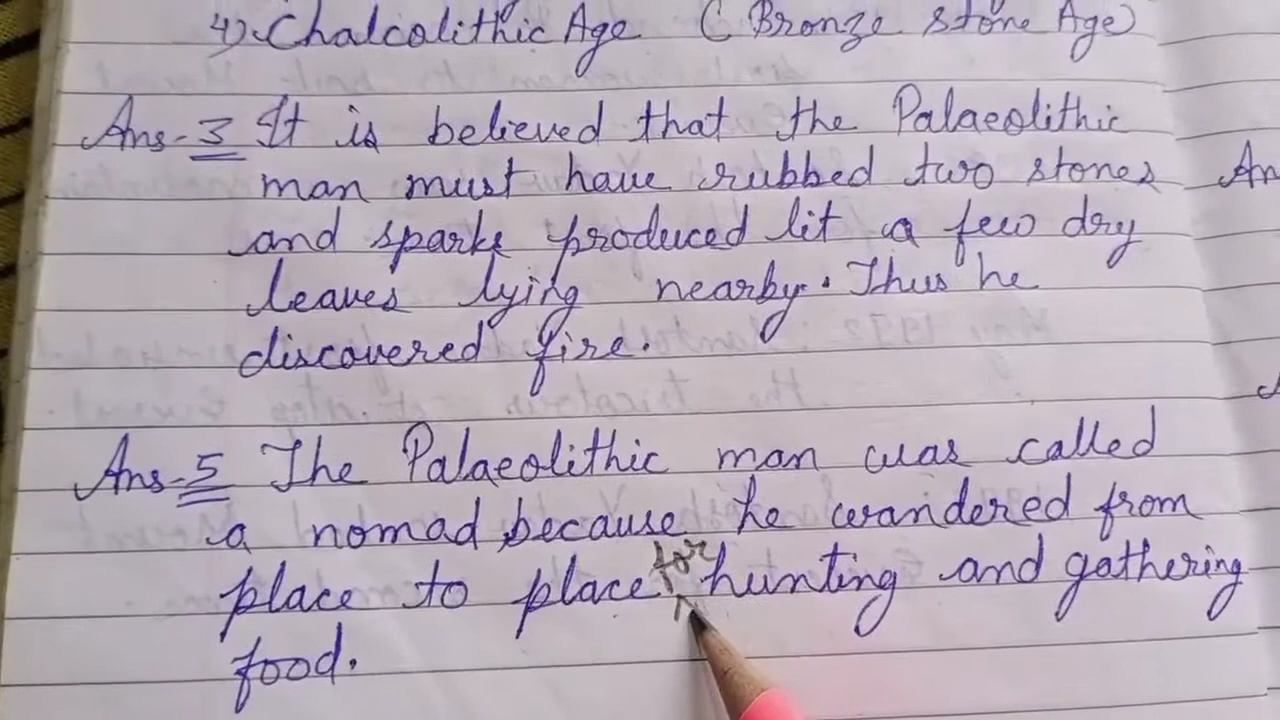 4). Chalcolithic Age ( Bronze stone Age)
Ans-3 It is believed that the Palaeolithic
man must have rubbed two stones
and sparks produced lit a few dry
leaves lying nearby. Thus he
discovered fire.
Ans-5 The Palaeolithic man was called
a nomad because he wandered from
place to place for hunting and gathering
food.
An